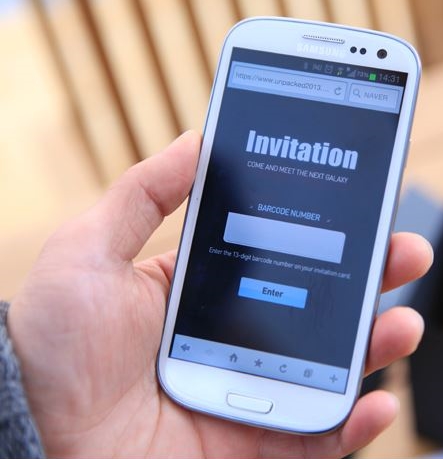 SAMSUNG
14:31
https://www.unpacked2013....
NAVER
Invitation
COME AND MEET THE NEXT GALAXY
BARCODE NUMBER
Enter the 13-digit barcode number on your invitation card.
Enter